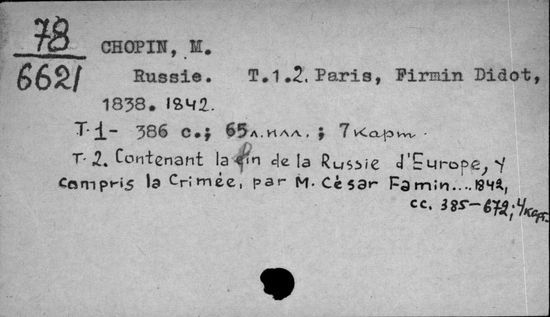 78
6621
CHOPIN, M.
Russie. T.1.2. Paris, Firmin Didot,
1838. 1842.
T.1- 386 с.; 65 л.илл.; 7 карт.
T.2. Contenant la fin de la Russie d'Europe, y
compris la Crimée, par M. César Famin....1842,
сс. 385-672; 4 карт.